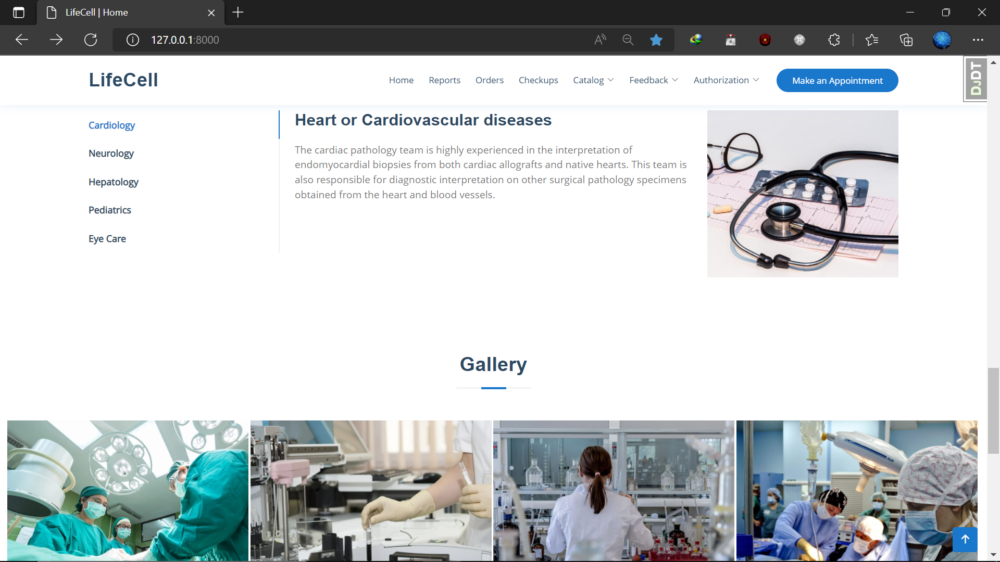 LifeCell | Home
127.0.0.1:8000
LifeCell
Home
Reports
Orders
Checkups
Catalog
Feedback
Authorization
Make an Appointment
DJDT
Cardiology
Neurology
Hepatology
Pediatrics
Eye Care
Heart or Cardiovascular diseases
The cardiac pathology team is highly experienced in the interpretation of
endomyocardial biopsies from both cardiac allografts and native hearts. This team is
also responsible for diagnostic interpretation on other surgical pathology specimens
obtained from the heart and blood vessels.
Gallery
ALM